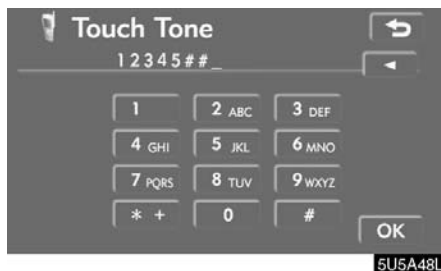 Touch Tone
12345##_
1 2 ABC 3 DEF
4 GHI 5 JKL 6 MNO
7 PQRS 8 TUV 9 WXYZ
* + 0 #
OK
5U5A48L